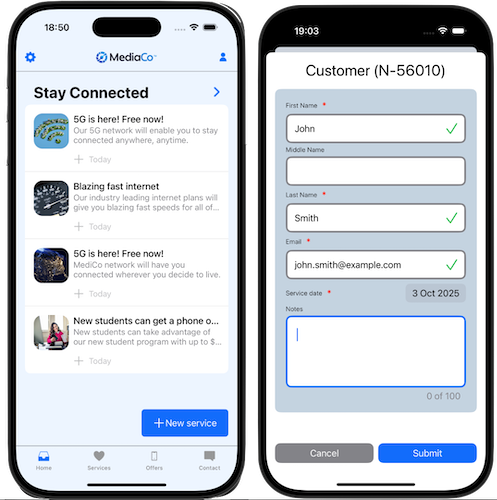 18:50
MediaCo™
Stay Connected
5G is here! Free now!
Our 5G network will enable you to stay
connected anywhere, anytime.
Today
Blazing fast internet
Our industry leading internet plans will
give you blazing fast speeds for all of...
Today
5G is here! Free now!
MediCo network will have you
connected wherever you decide to live.
Today
New students can get a phone o...
New students can take advantage of
our new student program with up to $...
Today
New service
Home
Services
Offers
Contact
19:03
Customer (N-56010)
First Name *
John
Middle Name
Last Name *
Smith
Email *
john.smith@example.com
Service date * 3 Oct 2025
Notes
0 of 100
Cancel
Submit